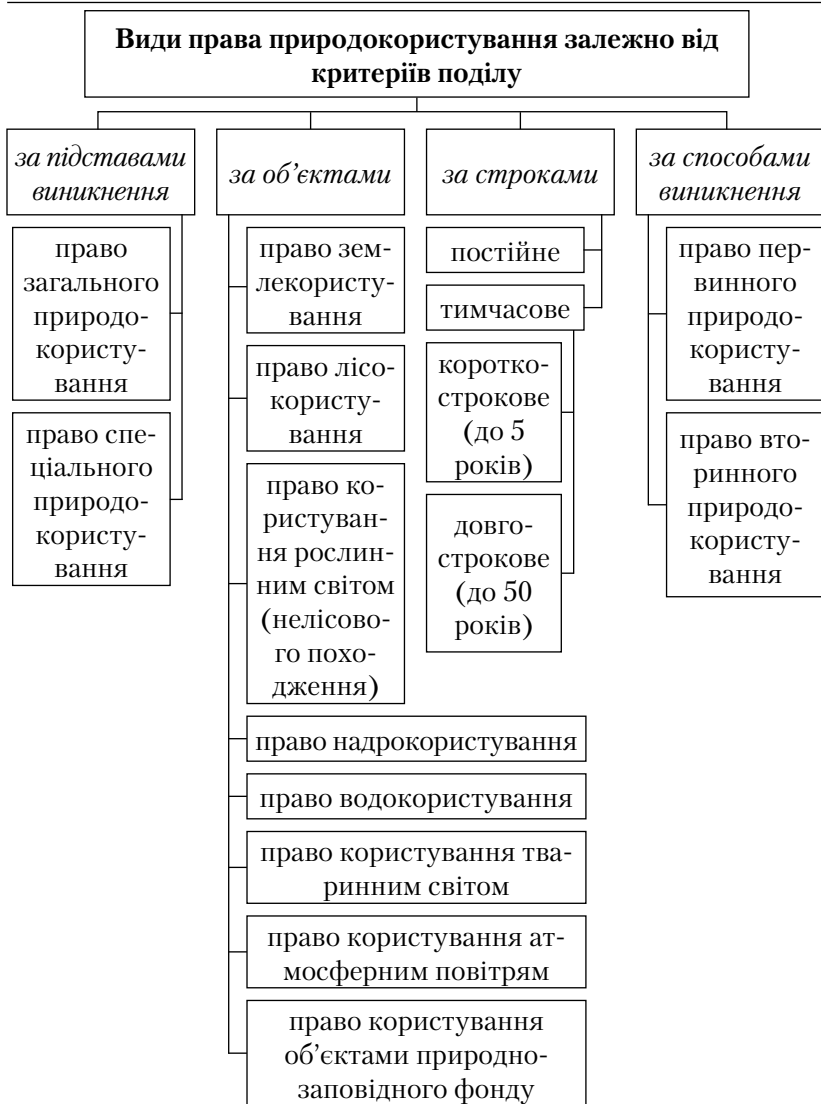 Види права природокористування залежно від
критеріїв поділу
за підставами
виникнення
право
загального
природо-
користу-
вання
право спе-
ціального
природо-
користу-
вання
за об’єктами
право зем-
лекористу-
вання
право лісо-
користу-
вання
право ко-
ристуван-
ня рослин-
ним світом
(нелісово-
го похо-
дження)
право надрокористування
право водокористування
право користування тва-
ринним світом
право користування ат-
мосферним повітрям
право користування
об’єктами природно-
заповідного фонду
за строками
постійне
тимчасове
коротко-
строкове
(до 5
років)
довго-
строкове
(до 50
років)
за способами
виникнення
право пер-
винного
природо-
користу-
вання
право вто-
ринного
природо-
користу-
вання